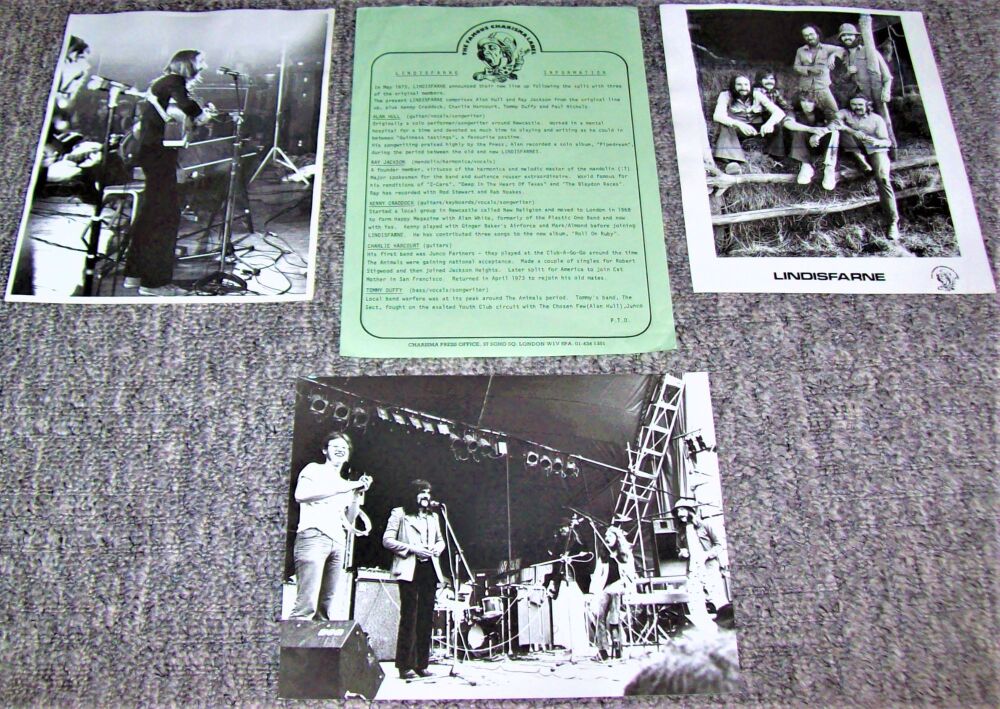 THE FAMOUS CHARISMA LABEL
LINDISFARNE INFORMATION
In May 1973, LINDISFARNE announced their new line up following the split with three
of the original members.
The present LINDISFARNE comprises Alan Hull and Ray Jackson from the original line
up, plus Kenny Craddock, Charlie Harcourt, Tommy Duffy and Paul Nichols.
ALAN HULL (guitar/vocals/songwriter)
Originally a solo performer/songwriter around Newcastle. Worked in a mental
hospital for a time and devoted as much time to playing and writing as he could in
between "Guinness tastings", a favourite pastime.
His songwriting praised highly by the Press, Alan recorded a solo album, "Pipedream",
during the period between the old and new LINDISFARNES.
RAY JACKSON (mandolin/harmonica/vocals)
A founder member, virtuoso of the harmonica and melodic master of the mandolin (!?)
Major spokesman for the band and audience rouser extraordinaire. World famous for
his renditions of "Z-Cars", "Deep In The Heart Of Texas" and "The Blaydon Races".
Ray has recorded with Rod Stewart and Rab Noakes.
KENNY CRADDOCK (guitars/keyboards/vocals/songwriter)
Started a local group in Newcastle called New Religion and moved to London in 1968
to form Happy Magazine with Alan White, formerly of the Plastic Ono Band and now
with Yes. Kenny played with Ginger Baker's Airforce and Mark/Almond before joining
LINDISFARNE. He has contributed three songs to the new album, "Roll On Ruby".
CHARLIE HARCOURT (guitars)
His first band was Junco Partners - they played at the Club-A-Go-Go around the time
The Animals were gaining national acceptance. Made a couple of singles for Robert
Stigwood and then joined Jackson Heights. Later split for America to join Cat
Mother in San Francisco. Returned in April 1973 to rejoin his old mates.
TOMMY DUFFY (bass/vocals/songwriter)
Local band warfare was at its peak around The Animals period. Tommy's band, The
Sect, fought on the exalted Youth Club circuit with The Chosen Few(Alan Hull),Junco
P.T.O.
CHARISMA PRESS OFFICE, 37 SOHO SQ. LONDON W1V 5PA. 01-434 1351
LINDISFARNE